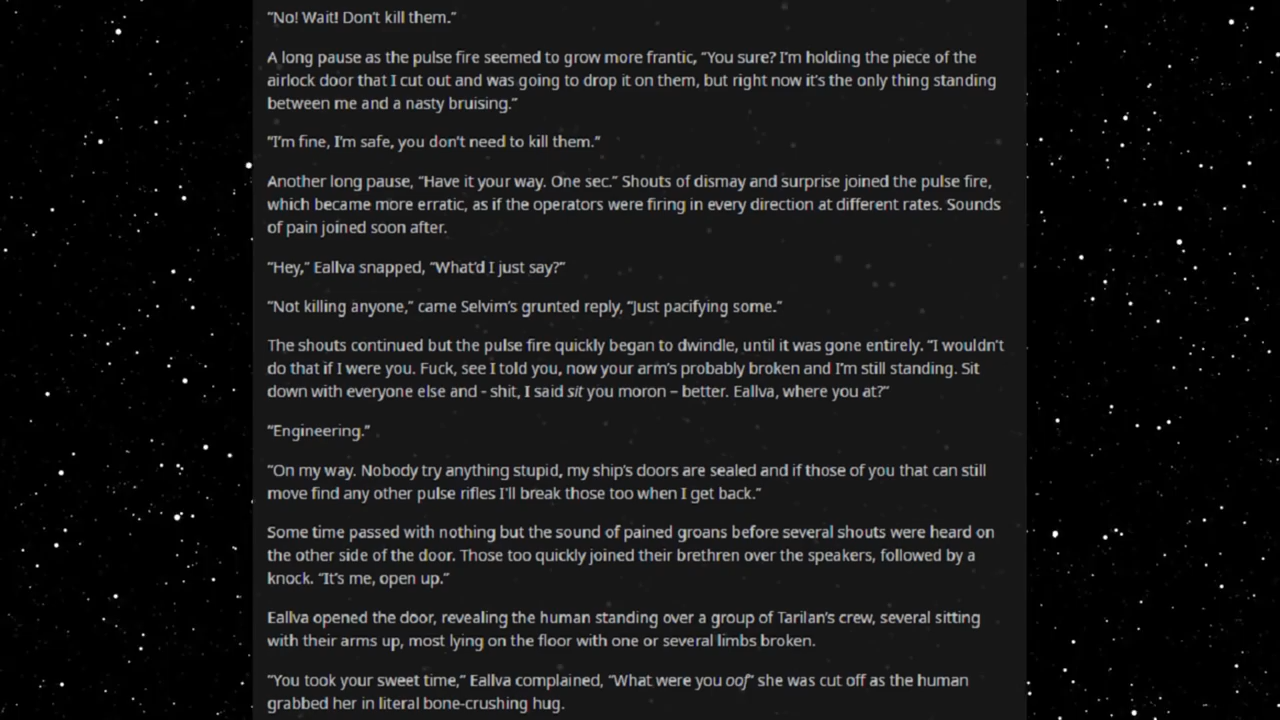 “No! Wait! Don’t kill them.”
A long pause as the pulse fire seemed to grow more frantic, “You sure? I’m holding the piece of the
airlock door that I cut out and was going to drop it on them, but right now it’s the only thing standing
between me and a nasty bruising.”
“I’m fine, I’m safe, you don’t need to kill them.”
Another long pause, “Have it your way. One sec.” Shouts of dismay and surprise joined the pulse fire,
which became more erratic, as if the operators were firing in every direction at different rates. Sounds
of pain joined soon after.
“Hey,” Eallva snapped, “What’d I just say?”
“Not killing anyone,” came Selvim’s grunted reply, “Just pacifying some.”
The shouts continued but the pulse fire quickly began to dwindle, until it was gone entirely. “I wouldn’t
do that if I were you. Fuck, see I told you, now your arm’s probably broken and I’m still standing. Sit
down with everyone else and - shit, I said sit you moron – better. Eallva, where you at?”
“Engineering.”
“On my way. Nobody try anything stupid, my ship’s doors are sealed and if those of you that can still
move find any other pulse rifles I’ll break those too when I get back.”
Some time passed with nothing but the sound of pained groans before several shouts were heard on
the other side of the door. Those too quickly joined their brethren over the speakers, followed by a
knock. “It’s me, open up.”
Eallva opened the door, revealing the human standing over a group of Tarilan’s crew, several sitting
with their arms up, most lying on the floor with one or several limbs broken.
“You took your sweet time,” Eallva complained, “What were you oof” she was cut off as the human
grabbed her in literal bone-crushing hug.